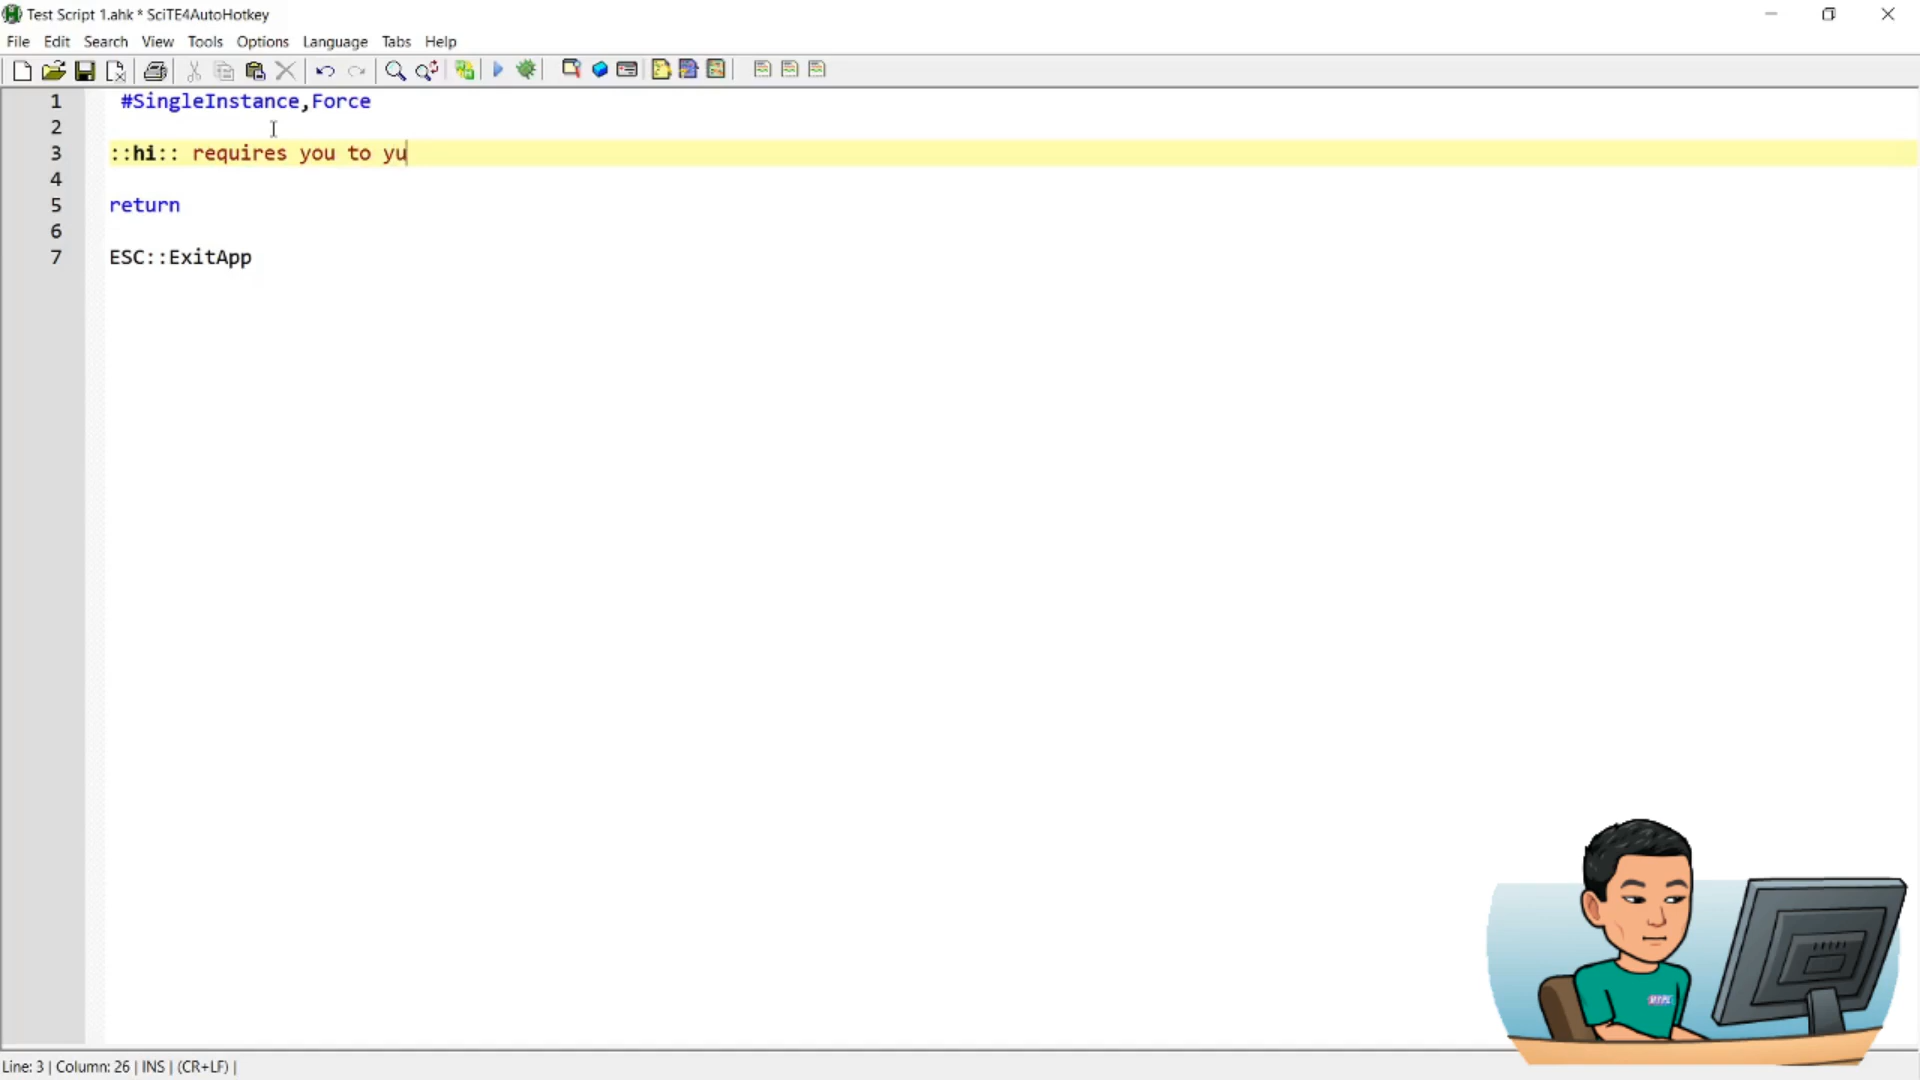 Test Script 1.ahk * SciTE4AutoHotkey
File Edit Search View Tools Options Language Tabs Help
1 #SingleInstance,Force
2
3 ::hi:: requires you to yu
4
5 return
6
7 ESC::ExitApp
Line: 3 | Column: 26 | INS | (CR+LF) |